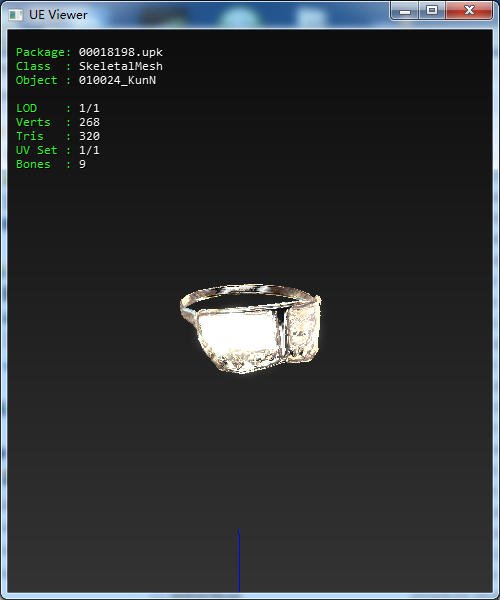 UE Viewer
Package: 00018198.upk
Class : SkeletalMesh
Object : 010024_KunN
LOD : 1/1
Verts : 268
Tris : 320
UV Set : 1/1
Bones : 9